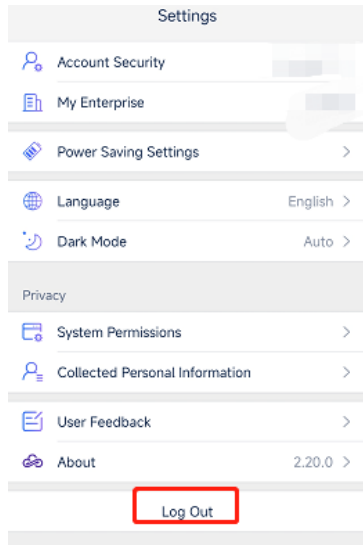 Settings
Account Security
My Enterprise
Power Saving Settings
Language English
Dark Mode Auto
Privacy
System Permissions
Collected Personal Information
User Feedback
About 2.20.0
Log Out